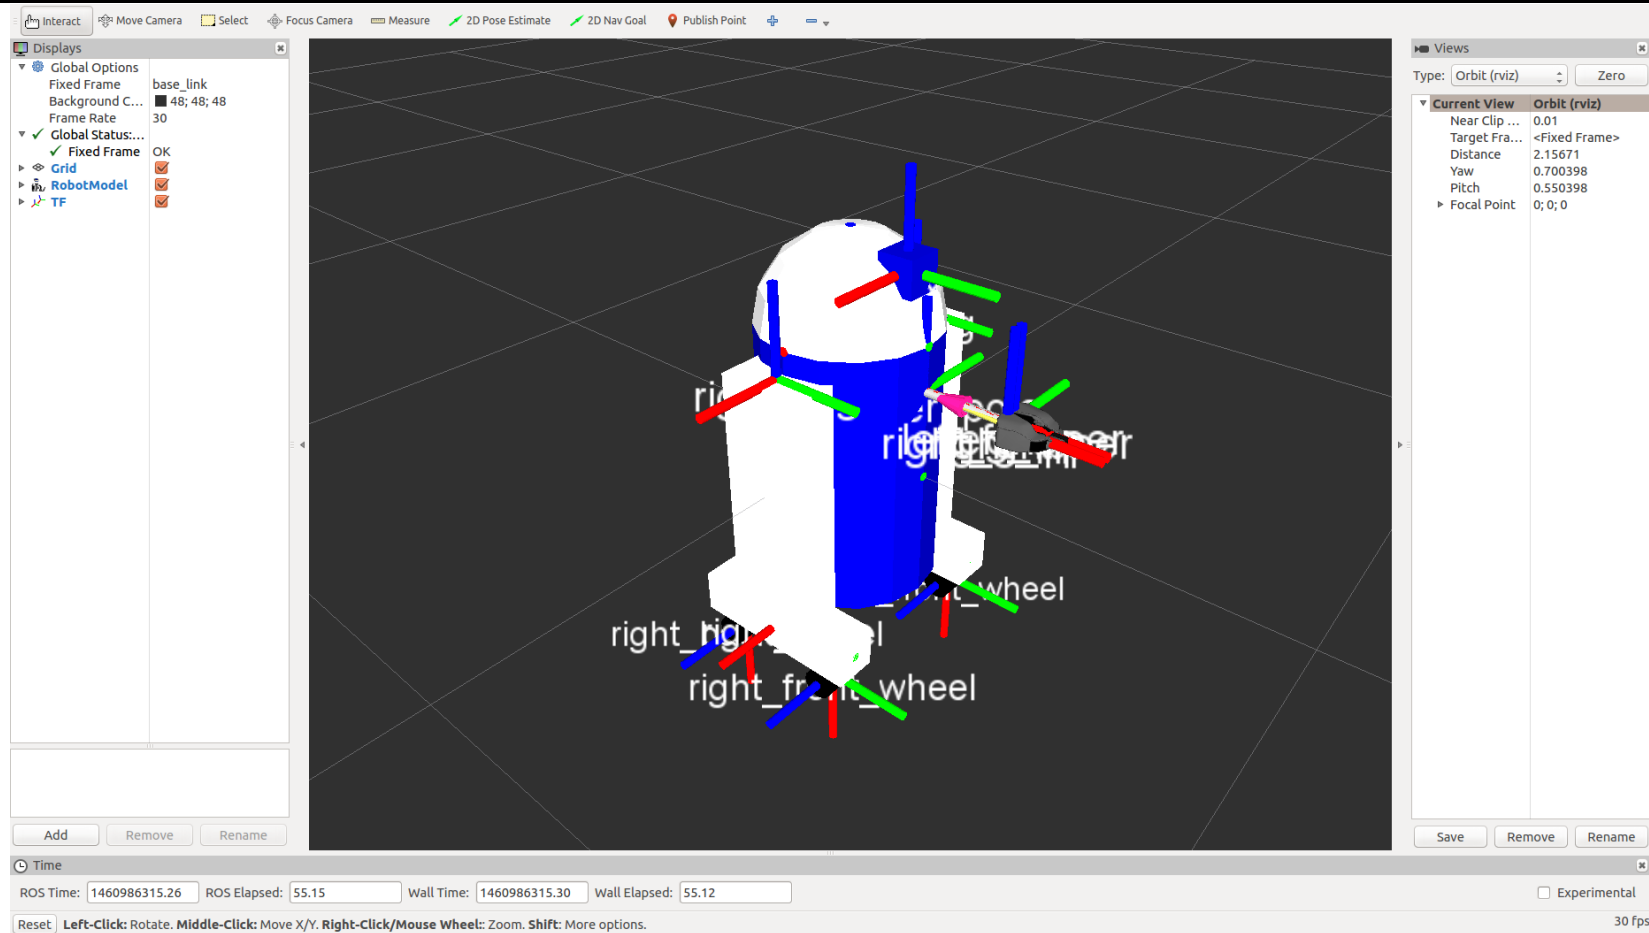 Interact Move Camera Select Focus Camera Measure 2D Pose Estimate 2D Nav Goal Publish Point
Displays
Global Options
Fixed Frame base_link
Background C... 48; 48; 48
Frame Rate 30
Global Status:...
Fixed Frame OK
Grid
RobotModel
TF
Add Remove Rename
right_front_wheel
Views
Type: Orbit (rviz) Zero
Current View Orbit (rviz)
Near Clip ... 0.01
Target Fra... <Fixed Frame>
Distance 2.15671
Yaw 0.700398
Pitch 0.550398
Focal Point 0; 0; 0
Save Remove Rename
Time
ROS Time: 1460986315.26 ROS Elapsed: 55.15 Wall Time: 1460986315.30 Wall Elapsed: 55.12 Experimental
Reset Left-Click: Rotate. Middle-Click: Move X/Y. Right-Click/Mouse Wheel:: Zoom. Shift: More options. 30 fps